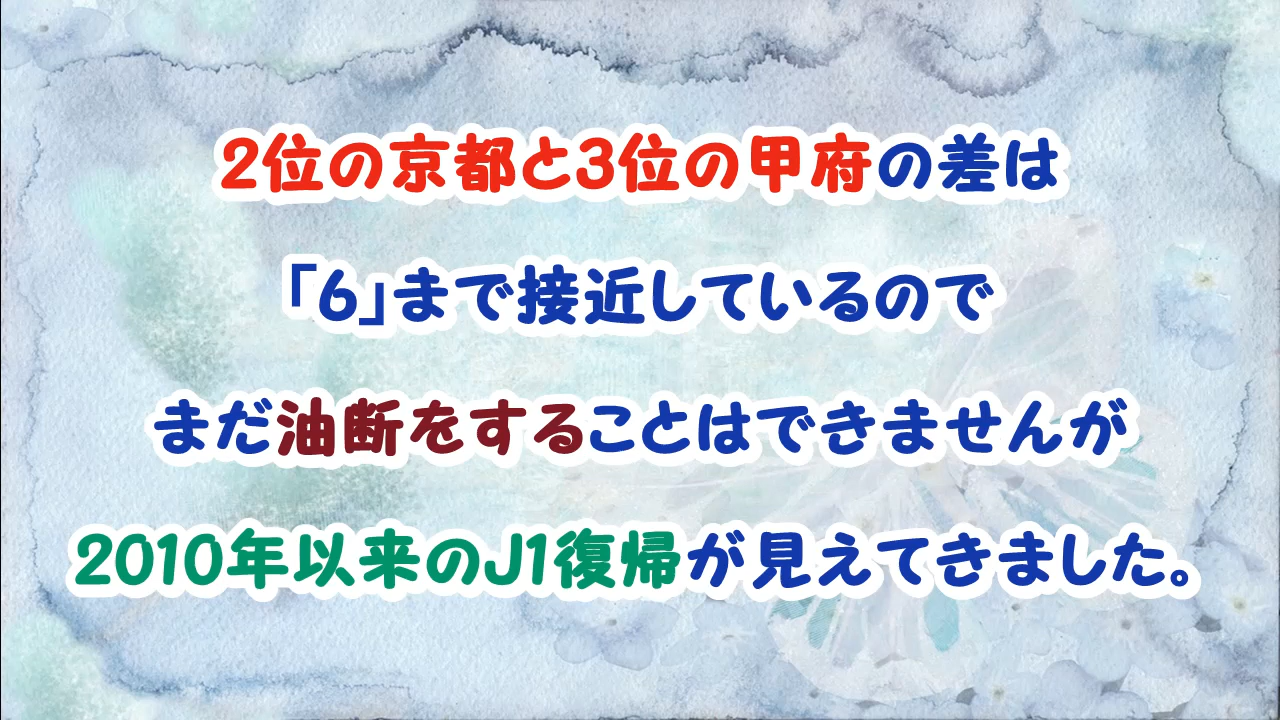 2位の京都と3位の甲府の差は
「6」まで接近しているので
まだ油断をすることはできませんが
2010年以来のJ1復帰が見えてきました。